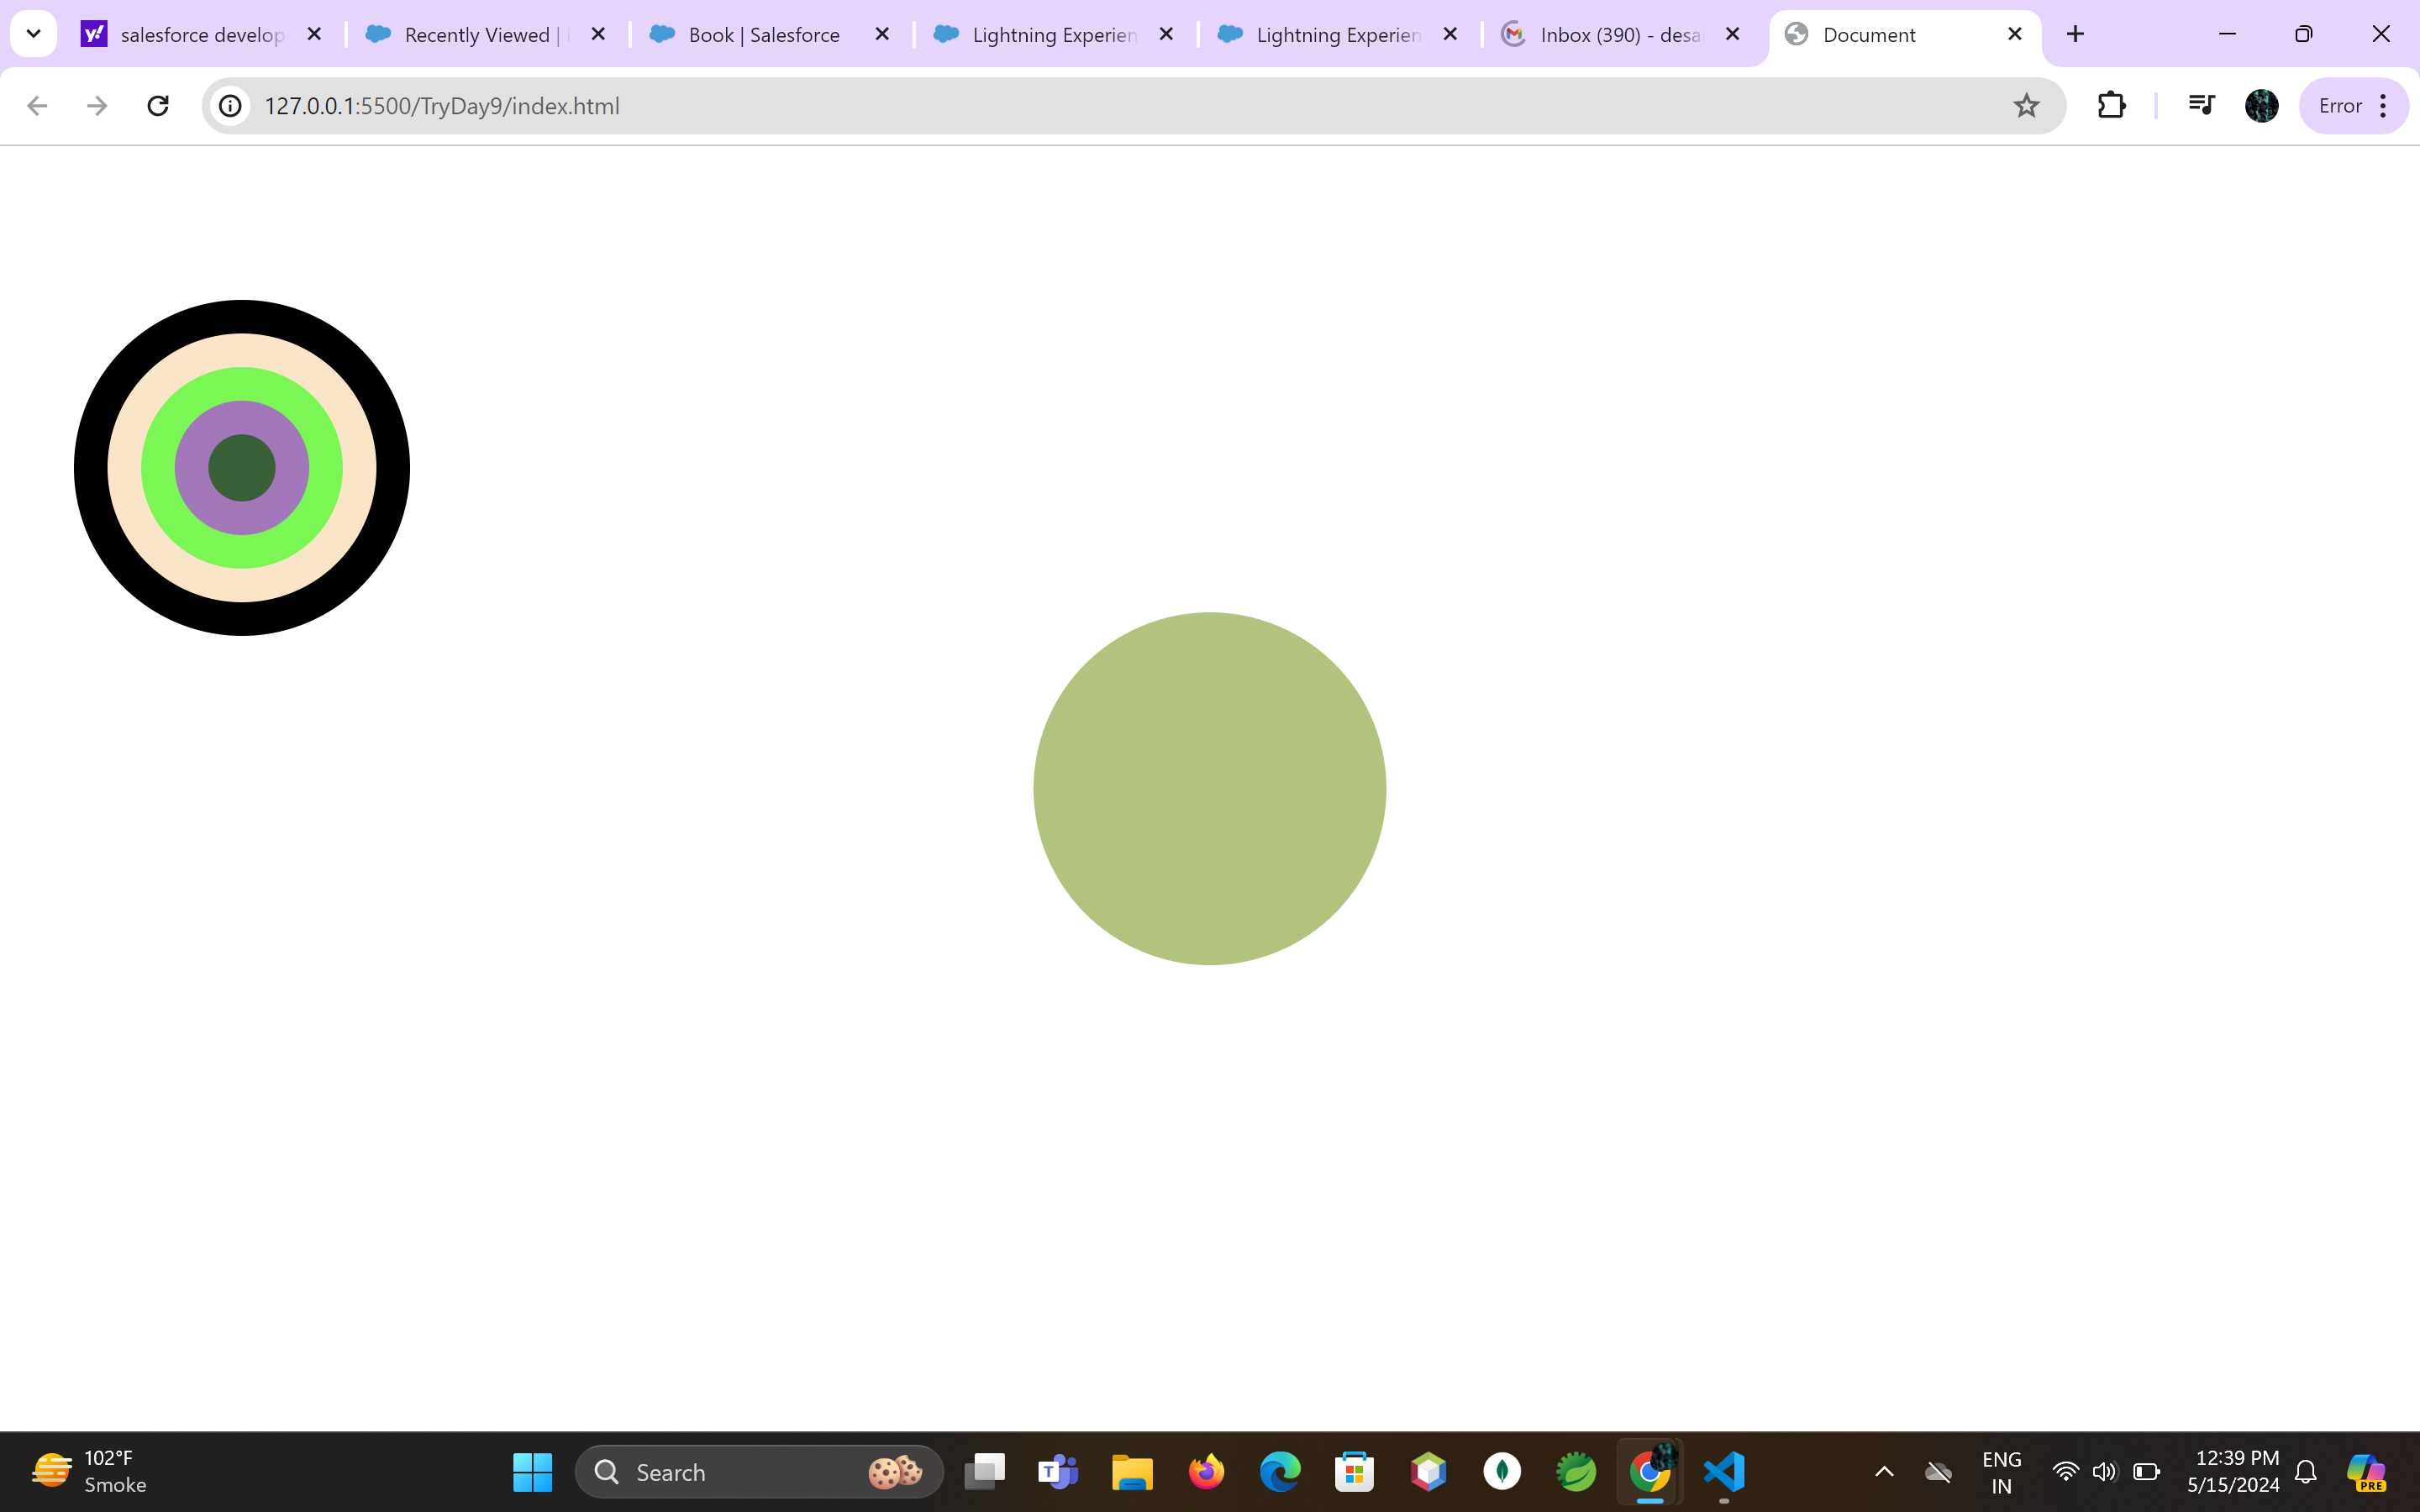 salesforce develop
Recently Viewed |
Book | Salesforce
Lightning Experien
Lightning Experien
Inbox (390) - desai
Document
127.0.0.1:5500/TryDay9/index.html
Error
102°F
Smoke
Search
T
ENG
IN
12:39 PM
5/15/2024
PRE